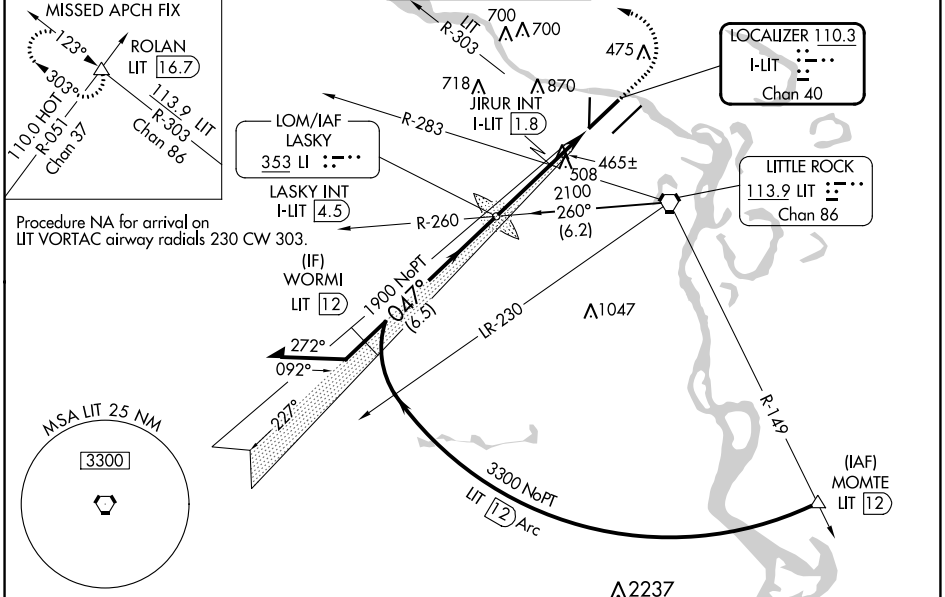 MISSED APCH FIX
123°
ROLAN
LIT 16.7
303°
110.0 HOT
R-051
Chan 37
113.9 LIT
R-303
Chan 86
LIT
R-303
700
700
475
718
870
LOCALIZER 110.3
I-LIT
Chan 40
JIRUR INT
I-LIT 1.8
R-283
LOM/IAF
LASKY
353 LI
465±
508
LITTLE ROCK
113.9 LIT
Chan 86
LASKY INT
I-LIT 4.5
R-260
2100
260°
(6.2)
Procedure NA for arrival on
LIT VORTAC airway radials 230 CW 303.
(IF)
WORMI
LIT 12
1900 NoPT
047°
(6.5)
LR-230
1047
272°
092°
227°
R-149
MSA LIT 25 NM
3300
3300 NoPT
LIT 12 Arc
(IAF)
MOMTE
LIT 12
2237